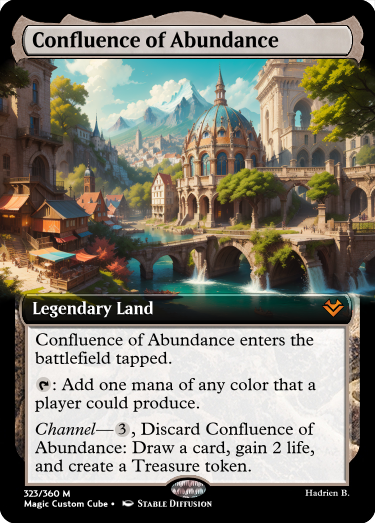 Confluence of Abundance
Legendary Land
Confluence of Abundance enters the
battlefield tapped.
: Add one mana of any color that a
player could produce.
Channel—3, Discard Confluence of
Abundance: Draw a card, gain 2 life,
and create a Treasure token.
323/360 M Hadrien B.
Magic Custom Cube • Stable Diffusion